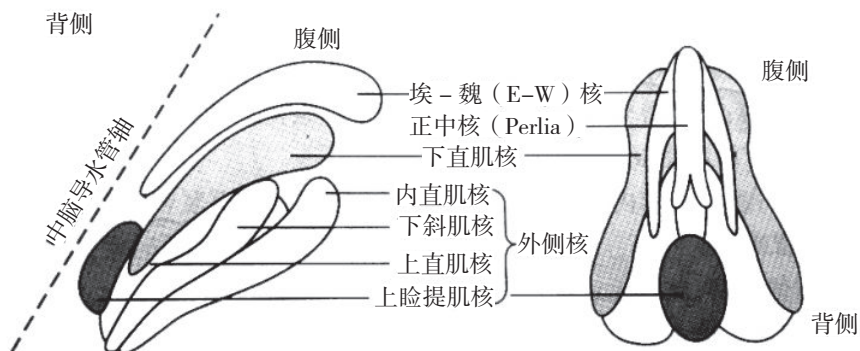 背侧
腹侧
中脑导水管轴
埃-魏(E-W)核
正中核(Perlia)
下直肌核
内直肌核
下斜肌核
上直肌核
上睑提肌核
外侧核
腹侧
背侧